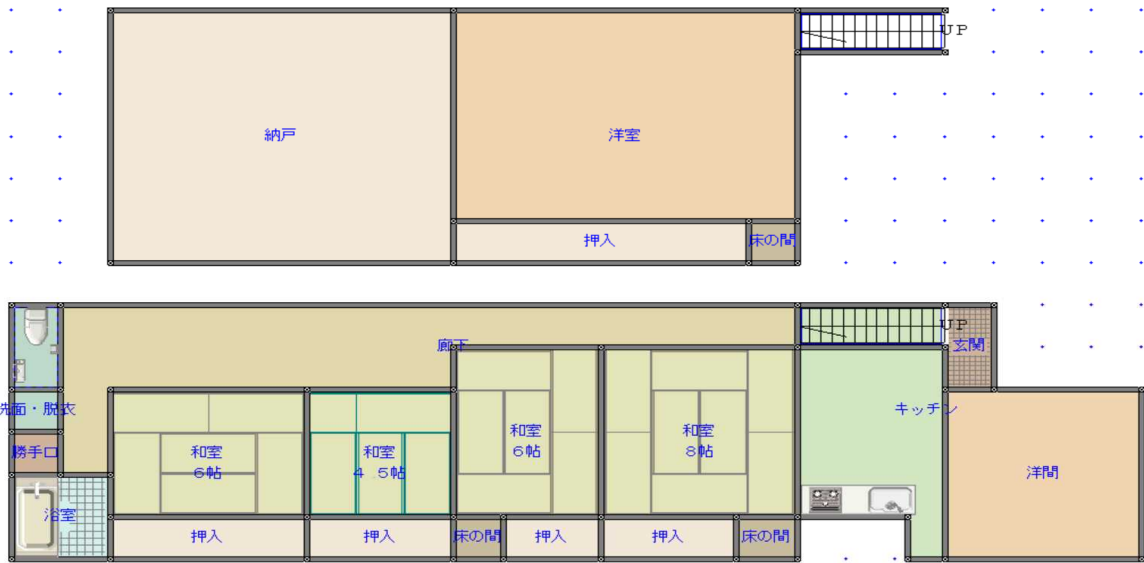 UP
納戸
洋室
押入
床の間
UP
廊下
玄関
洗面・脱衣
キッチン
勝手口
和室
6帖
和室
4.5帖
和室
6帖
和室
8帖
洋間
浴室
押入
押入
床の間
押入
押入
床の間